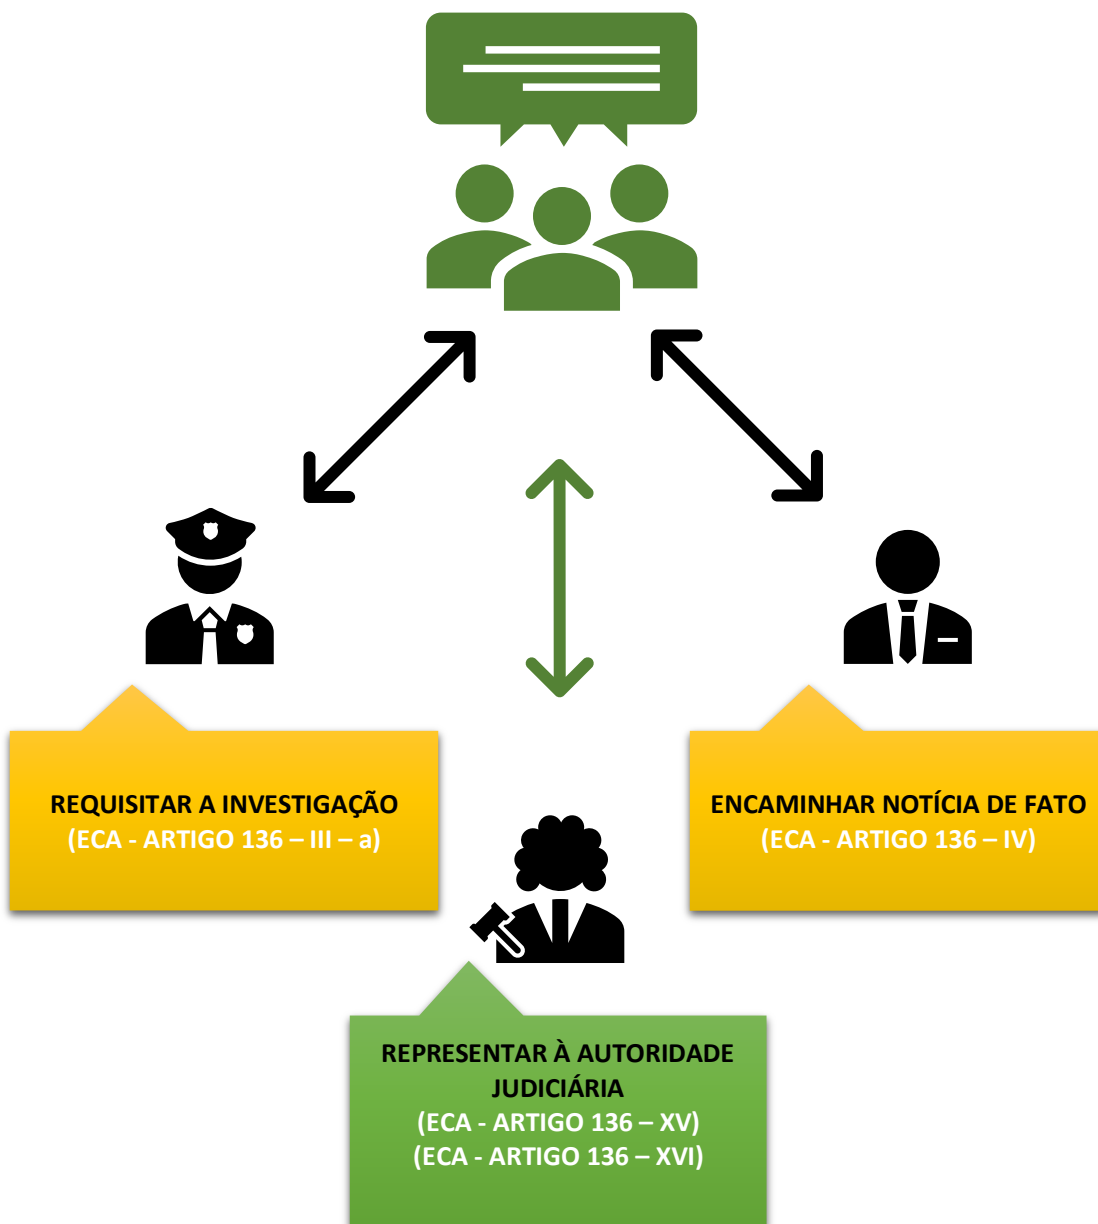 REQUISITAR A INVESTIGAÇÃO
(ECA - ARTIGO 136 – III – a)
ENCAMINHAR NOTÍCIA DE FATO
(ECA - ARTIGO 136 – IV)
REPRESENTAR À AUTORIDADE
JUDICIÁRIA
(ECA - ARTIGO 136 – XV)
(ECA - ARTIGO 136 – XVI)